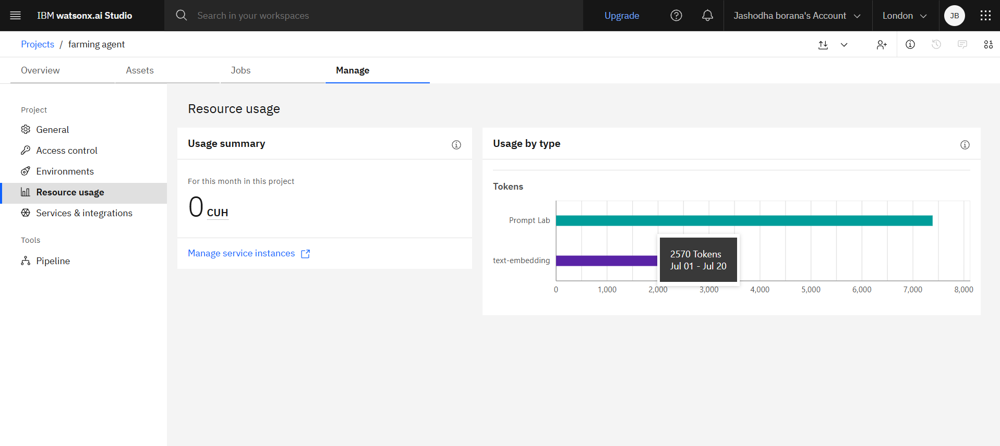 IBM watsonx.ai Studio
Search in your workspaces
Upgrade
Jashodha borana's Account
London
JB
Projects / farming agent
Overview
Assets
Jobs
Manage
Project
General
Access control
Environments
Resource usage
Services & integrations
Tools
Pipeline
Resource usage
Usage summary
For this month in this project
0 CUH
Manage service instances
Usage by type
Tokens
Prompt Lab
text-embedding
2570 Tokens
Jul 01 - Jul 20
0 1,000 2,000 3,000 4,000 5,000 6,000 7,000 8,000